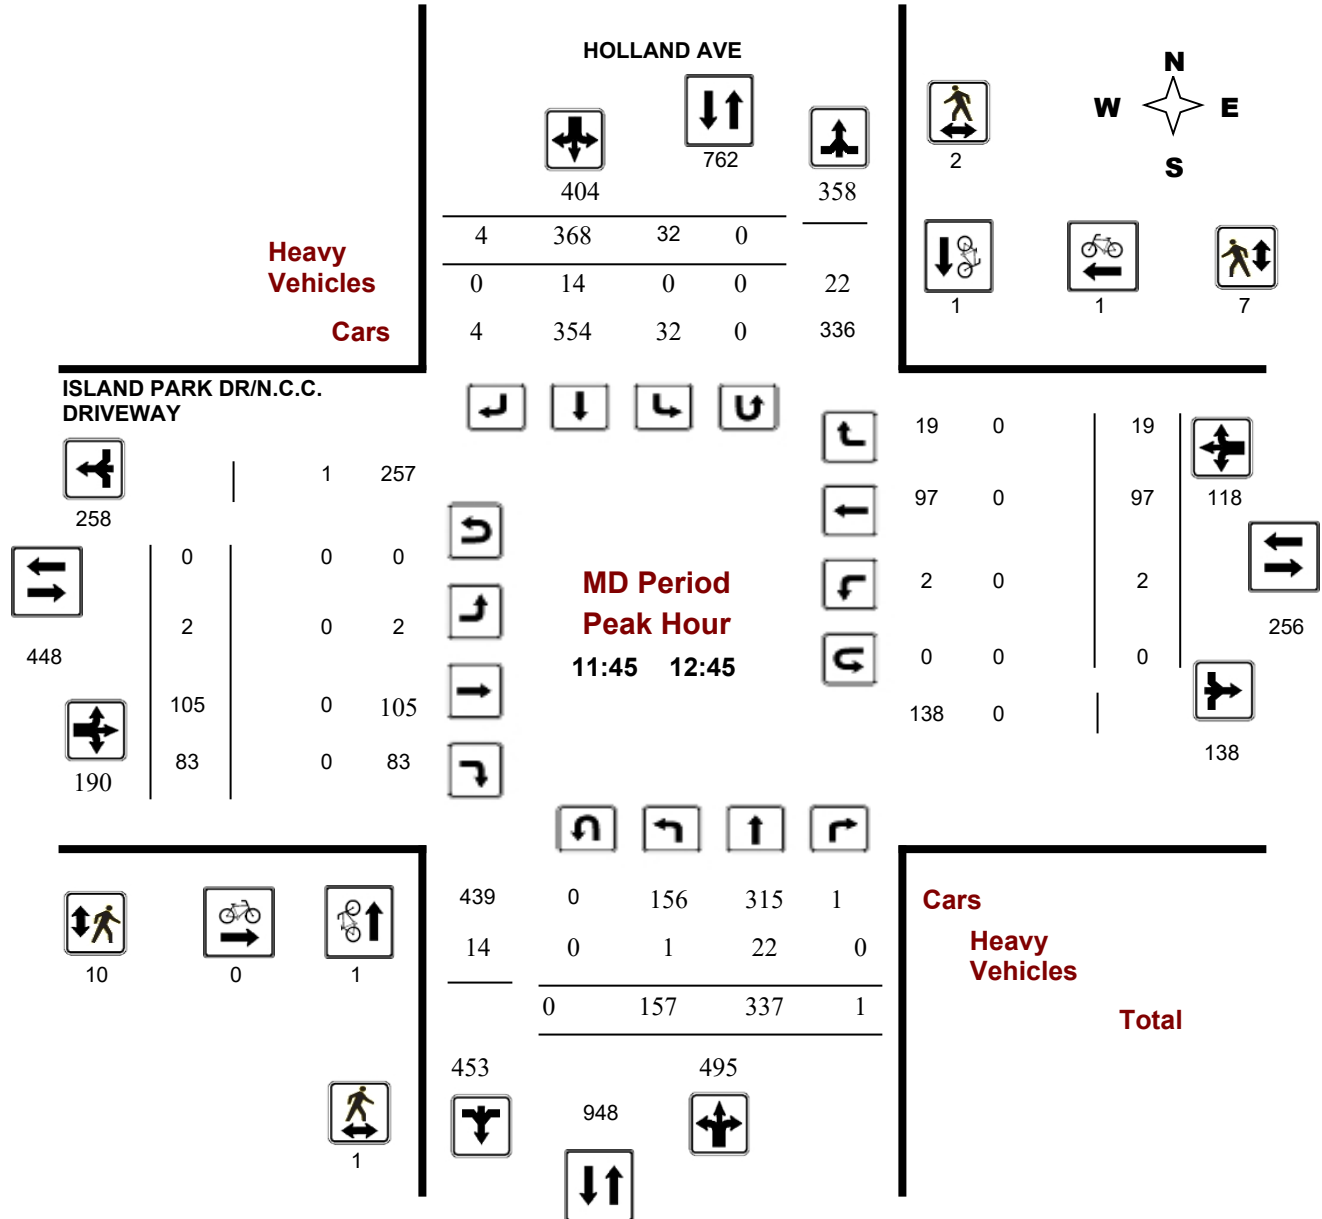 HOLLAND AVE
N
W E
S
762
2
404 358
4 368 32 0
Heavy
Vehicles 0 14 0 0 22
Cars 4 354 32 0 336
1 1 7
ISLAND PARK DR/N.C.C.
DRIVEWAY
19 0 19
1 257
258
97 0 97 118
0 0 0
MD Period
2 0 2
Peak Hour
2 0 2
256
448
11:45 12:45
0 0 0
105 0 105
138 0
138
83 0 83
190
439 0 156 315 1 Cars
14 0 1 22 0 Heavy
Vehicles
10 0 1
0 157 337 1 Total
453 495
948
1